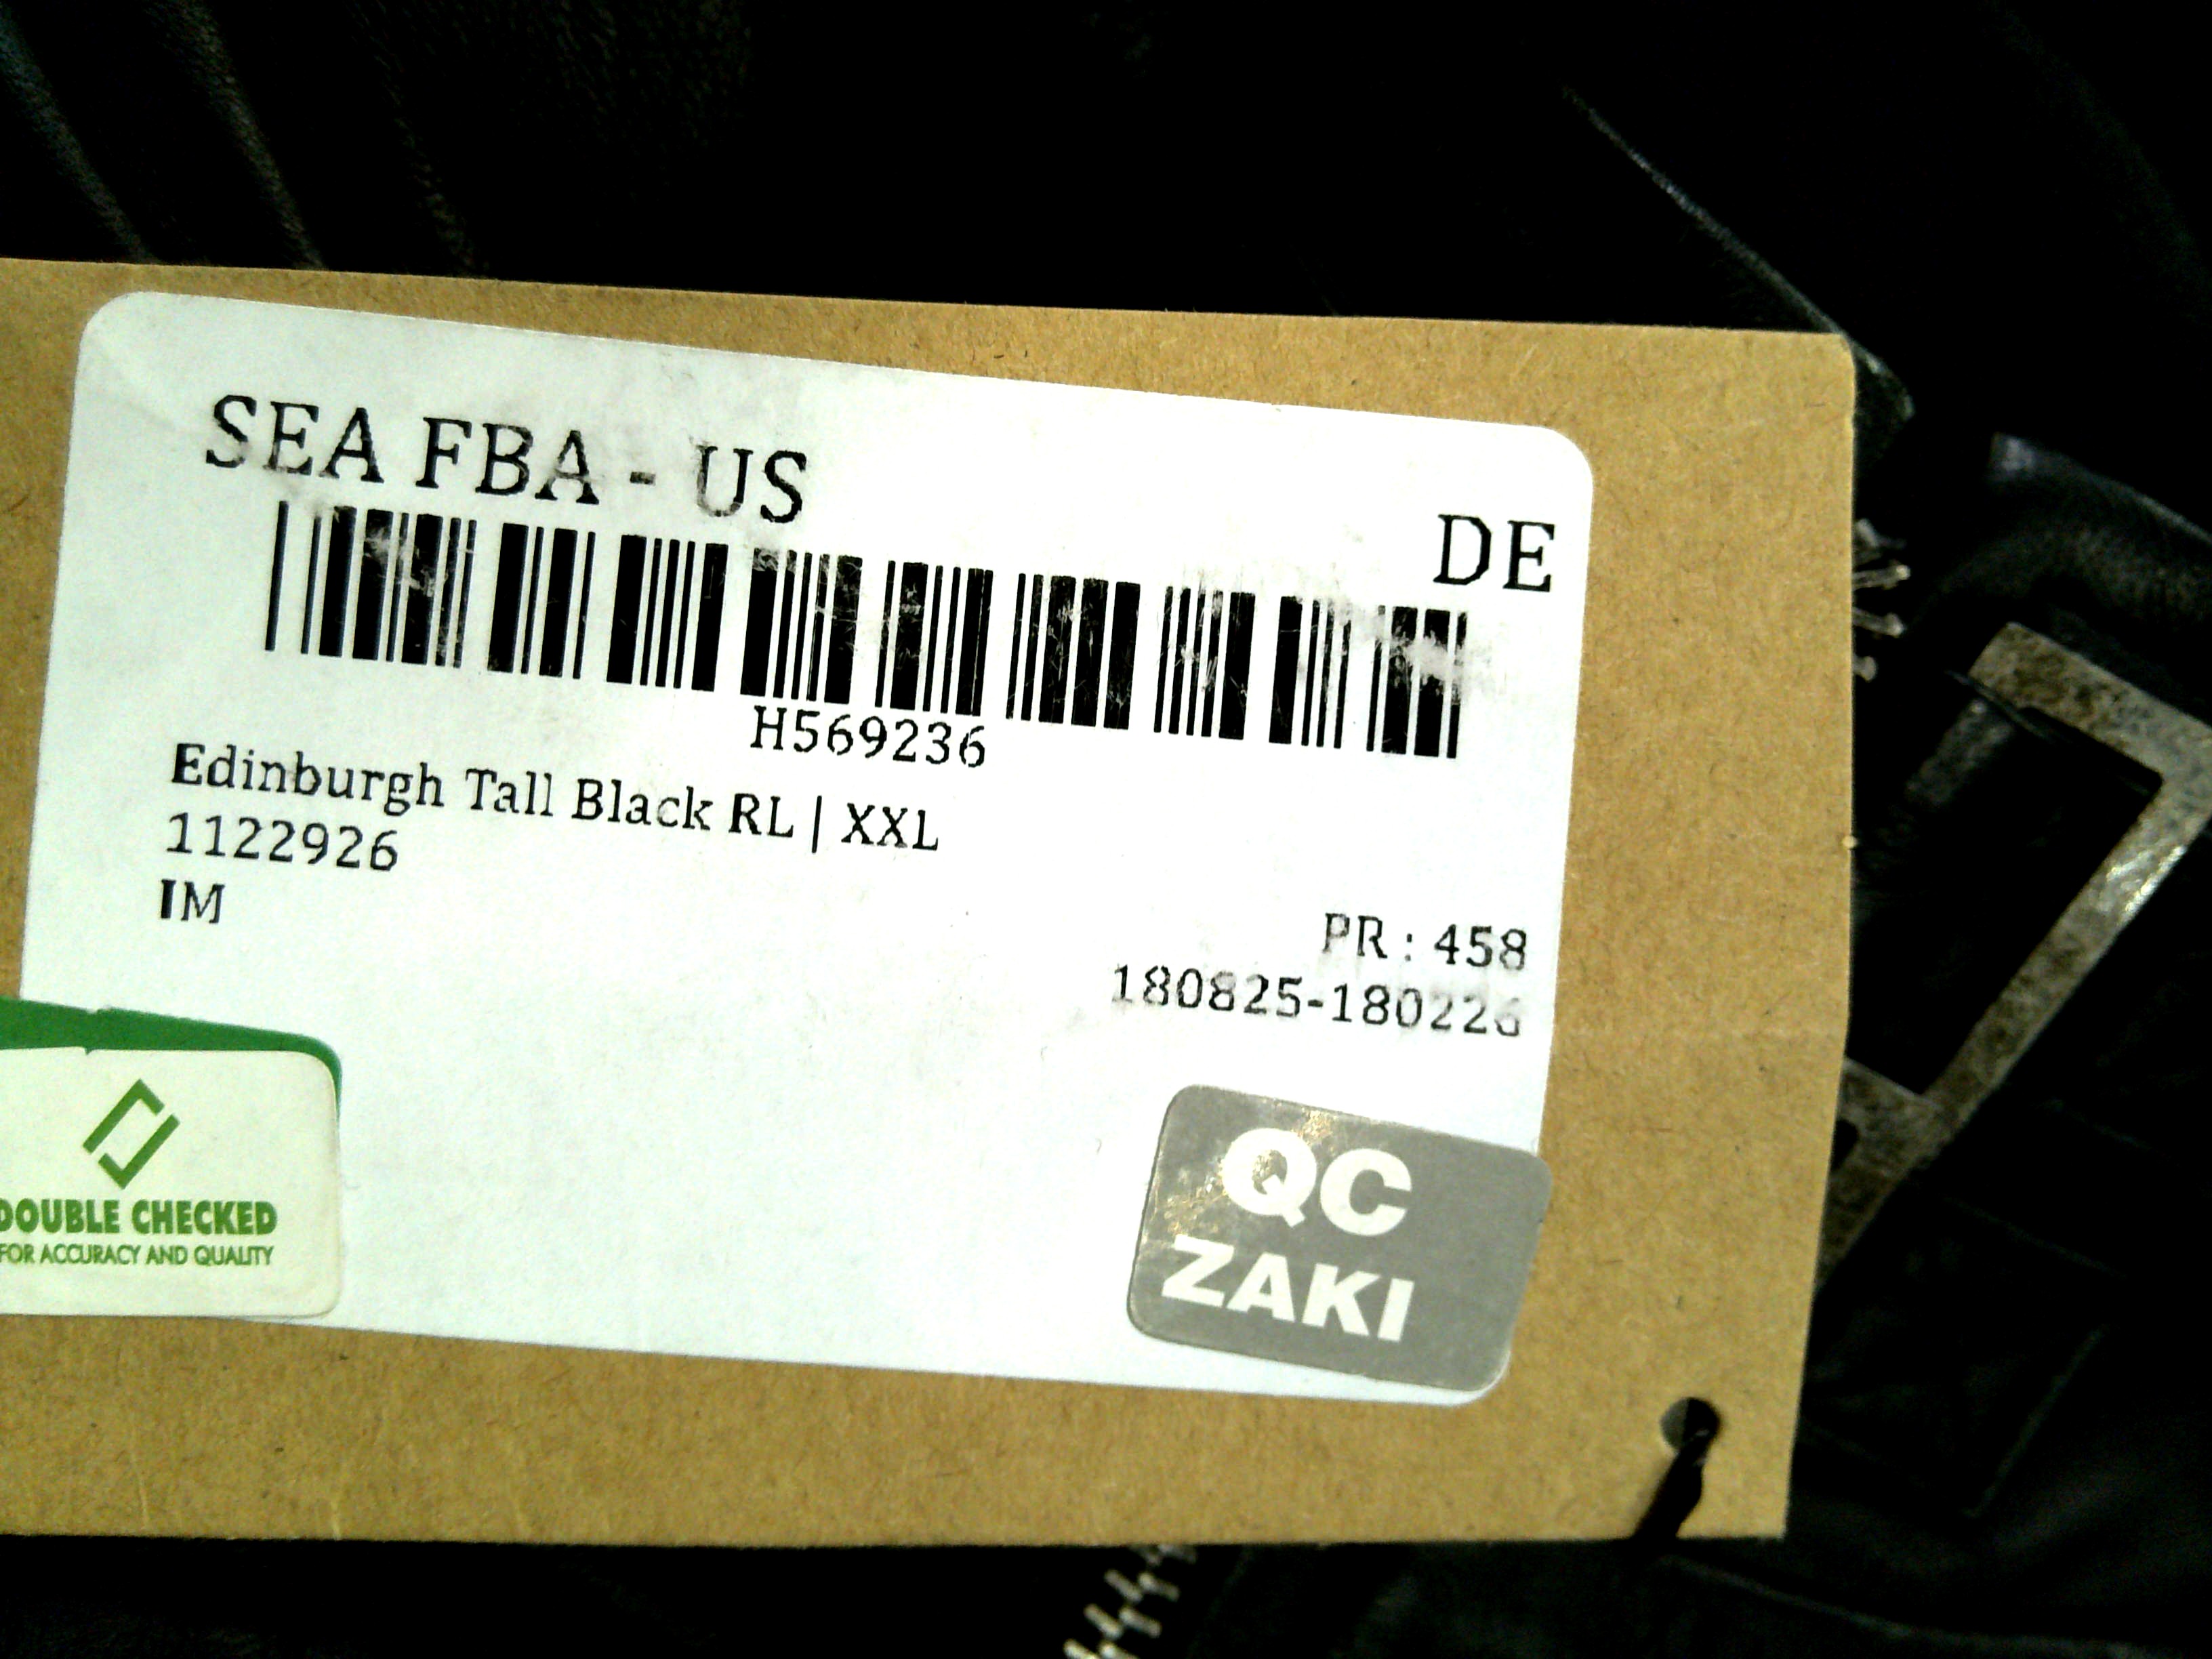 SEA FBA - US
DE
H569236
Edinburgh Tall Black RL | XXL
1122926
IM
PR : 458
180825-180226
DOUBLE CHECKED
FOR ACCURACY AND QUALITY
QC
ZAKI